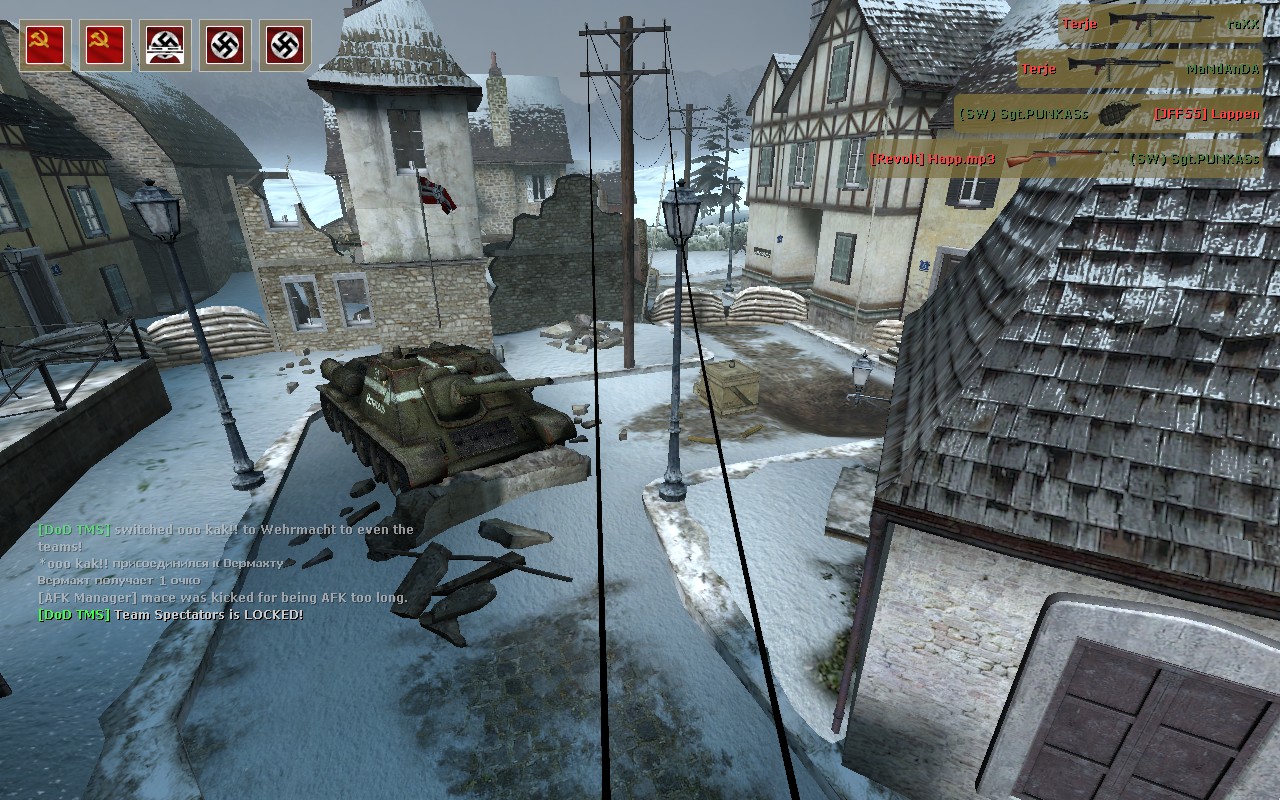 Terje raXX
Terje MaNdAnDA
(SW) Sgt.PUNKASs [JFF55] Lappen
[Revolt] Happ.mp3 (SW) Sgt.PUNKASs
[DoD TMS] switched ooo kak!! to Wehrmacht to even the
teams!
*ooo kak!! присоединился к Вермахту
Вермахт получает 1 очко
[AFK Manager] mace was kicked for being AFK too long.
[DoD TMS] Team Spectators is LOCKED!